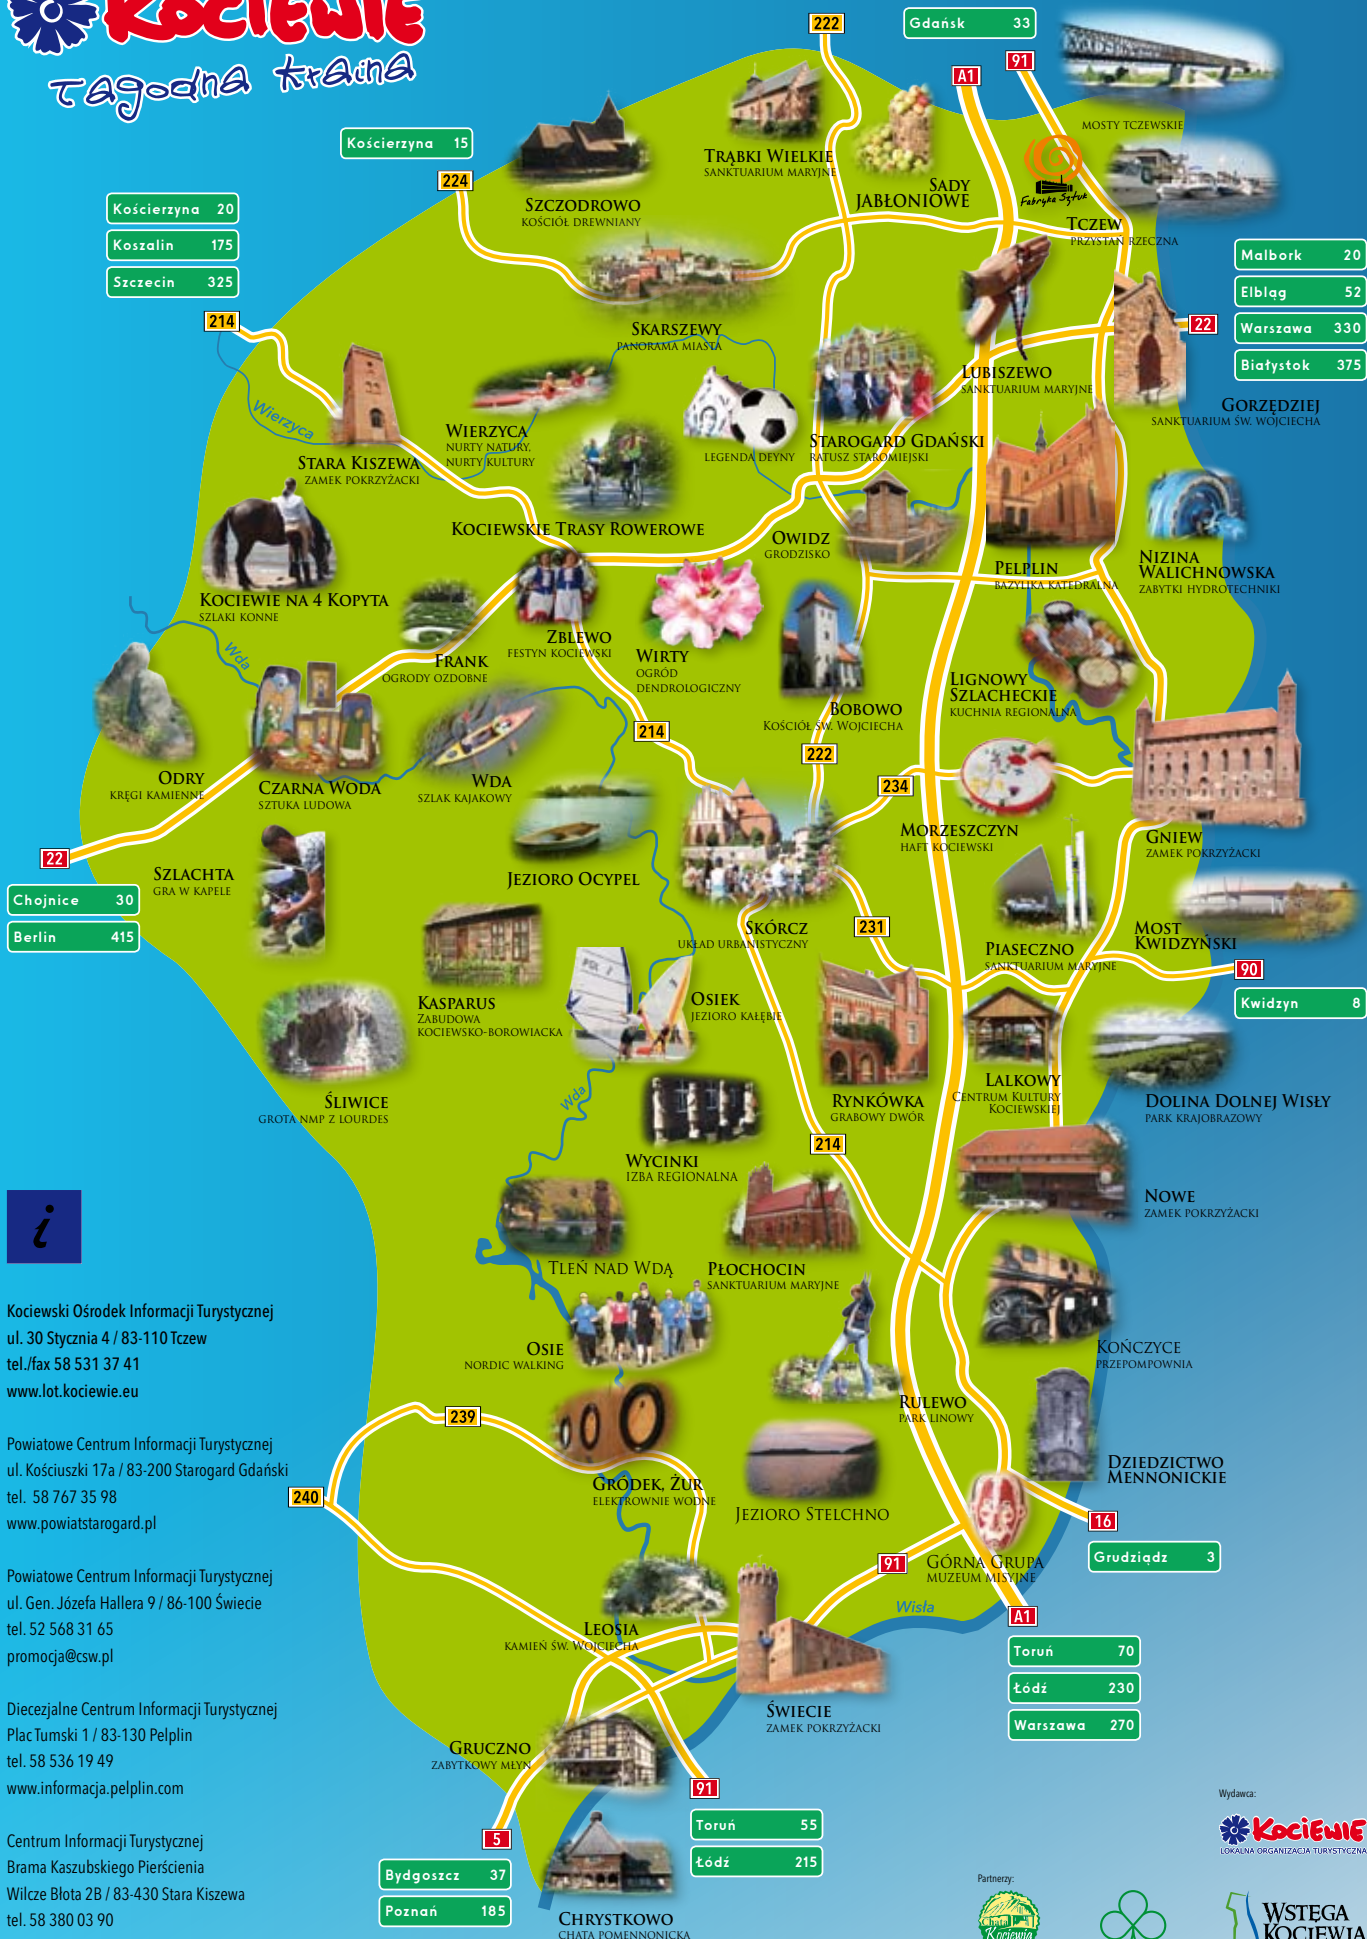 KOCIEWIE
Łagodna kraina
222
Gdańsk 33
A1
91
MOSTY TCZEWSKIE
Kościerzyna 15
224
TRĄBKI WIELKIE
SANKTUARIUM MARYJNE
SADY
JABŁONIOWE
Fabryka Sztuk
SZCZODROWO
KOŚCIÓŁ DREWNIANY
TCZEW
PRZYSTAŃ RZECZNA
Kościerzyna 20
Koszalin 175
Szczecin 325
214
Malbork 20
Elbląg 52
Warszawa 330
Białystok 375
22
SKARSZEWY
PANORAMA MIASTA
LUBISZEWO
SANKTUARIUM MARYJNE
GORZĘDZIEJ
SANKTUARIUM ŚW. WOJCIECHA
Wierzyca
WIERZYCA
NURTY NATURY,
NURTY KULTURY
LEGENDA DEYNY
STAROGARD GDAŃSKI
RATUSZ STAROMIEJSKI
STARA KISZEWA
ZAMEK POKRZYŻACKI
KOCIEWSKIE TRASY ROWEROWE
OWIDZ
GRODZISKO
PELPLIN
BAZYLIKA KATEDRALNA
NIZINA
WALICHNOWSKA
ZABYTKI HYDROTECHNIKI
KOCIEWIE NA 4 KOPYTA
SZLAKI KONNE
Wda
FRANK
OGRODY OZDOBNE
ZBLEWO
FESTYN KOCIEWSKI
WIRTY
OGRÓD
DENDROLOGICZNY
BOBOWO
KOŚCIÓŁ ŚW. WOJCIECHA
LIGNOWY
SZLACHECKIE
KUCHNIA REGIONALNA
214
222
234
ODRY
KRĘGI KAMIENNE
CZARNA WODA
SZTUKA LUDOWA
WDA
SZLAK KAJAKOWY
MORZESZCZYN
HAFT KOCIEWSKI
GNIEW
ZAMEK POKRZYŻACKI
22
Chojnice 30
Berlin 415
SZLACHTA
GRA W KAPELE
JEZIORO OCYPEL
SKÓRCZ
UKŁAD URBANISTYCZNY
231
PIASECZNO
SANKTUARIUM MARYJNE
MOST
KWIDZYŃSKI
90
Kwidzyn 8
KASPARUS
ZABUDOWA
KOCIEWSKO-BOROWIACKA
OSIEK
JEZIORO KAŁĘBIE
ŚLIWICE
GROTA NMP Z LOURDES
Wda
RYNKÓWKA
GRABOWY DWÓR
LALKOWY
CENTRUM KULTURY
KOCIEWSKIEJ
DOLINA DOLNEJ WISŁY
PARK KRAJOBRAZOWY
WYCINKI
IZBA REGIONALNA
214
NOWE
ZAMEK POKRZYŻACKI
i
TLEŃ NAD WDĄ
PŁOCHOCIN
SANKTUARIUM MARYJNE
OSIE
NORDIC WALKING
KOŃCZYCE
PRZEPOMPOWNIA
RULEWO
PARK LINOWY
Kociewski Ośrodek Informacji Turystycznej
ul. 30 Stycznia 4 / 83-110 Tczew
tel./fax 58 531 37 41
www.lot.kociewie.eu
239
GRÓDEK, ŻUR
ELEKTROWNIE WODNE
JEZIORO STELCHNO
DZIEDZICTWO
MENNONICKIE
Powiatowe Centrum Informacji Turystycznej
ul. Kościuszki 17a / 83-200 Starogard Gdański
tel. 58 767 35 98
www.powiatstarogard.pl
240
16
Grudziądz 3
91
GÓRNA GRUPA
MUZEUM MISYJNE
Wisła
A1
Toruń 70
Łódź 230
Warszawa 270
Powiatowe Centrum Informacji Turystycznej
ul. Gen. Józefa Hallera 9 / 86-100 Świecie
tel. 52 568 31 65
promocja@csw.pl
LEOSIA
KAMIEŃ ŚW. WOJCIECHA
ŚWIECIE
ZAMEK POKRZYŻACKI
Diecezjalne Centrum Informacji Turystycznej
Plac Tumski 1 / 83-130 Pelplin
tel. 58 536 19 49
www.informacja.pelplin.com
GRUCZNO
ZABYTKOWY MŁYN
91
Toruń 55
Łódź 215
5
Bydgoszcz 37
Poznań 185
Centrum Informacji Turystycznej
Brama Kaszubskiego Pierścienia
Wilcze Błota 2B / 83-430 Stara Kiszewa
tel. 58 380 03 90
CHRYSTKOWO
CHATA POMENNONICKA
Wydawca:
KOCIEWIE
LOKALNA ORGANIZACJA TURYSTYCZNA
Partnerzy:
Chata
Kociewia
WSTĘGA
KOCIEWIA